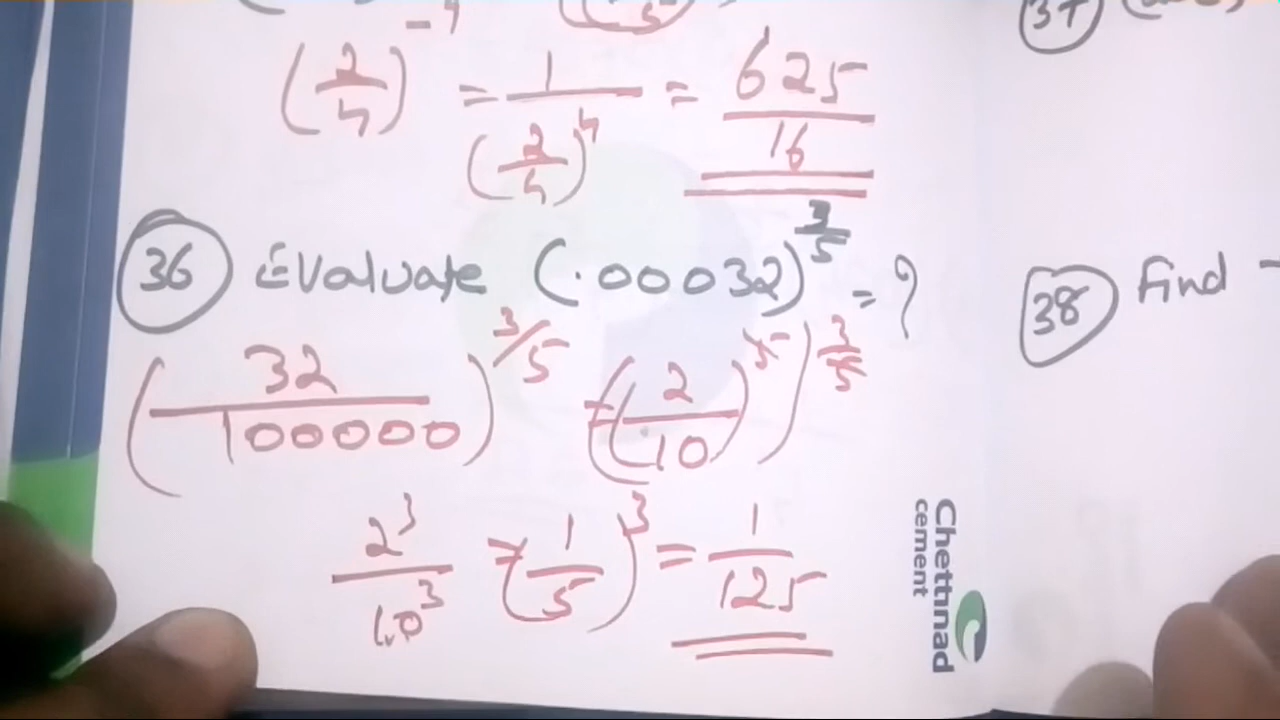 (2/5)^-4 = 1/(2/5)^4 = 625/16
36 Evaluate (.00032)^3/5 = ?
(32/100000)^3/5 = ((2/10)^5)^3/5
2^3/10^3 = (1/5)^3 = 1/125
37
38 Find
Chettinad
cement